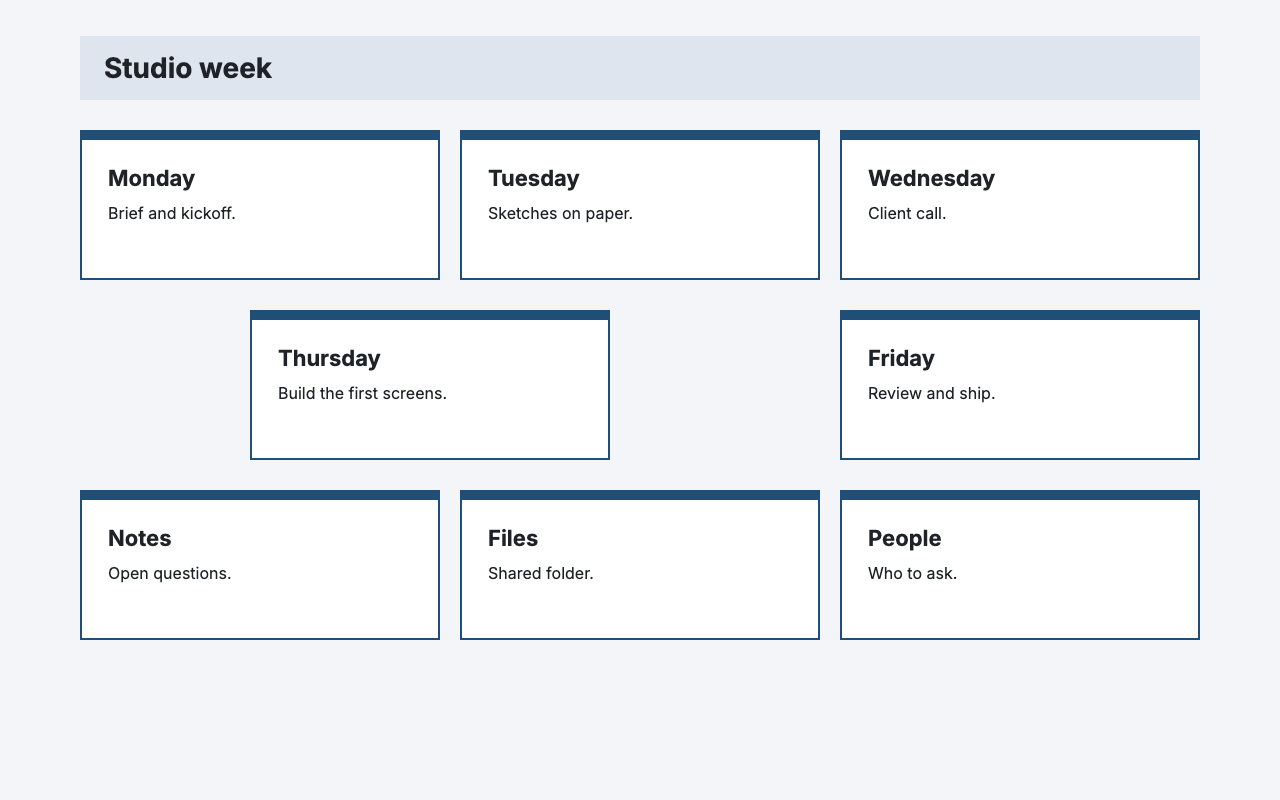 Studio week
Monday
Brief and kickoff.
Tuesday
Sketches on paper.
Wednesday
Client call.
Thursday
Build the first screens.
Friday
Review and ship.
Notes
Open questions.
Files
Shared folder.
People
Who to ask.